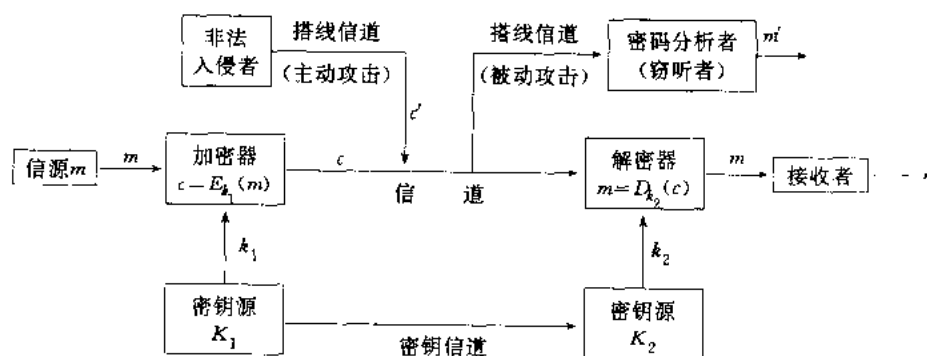 非法
入侵者
搭线信道
(主动攻击)
c′
搭线信道
(被动攻击)
密码分析者
(窃听者)
m′
信源m
m
加密器
c=E_{k_1}(m)
c
信 道
解密器
m=D_{k_2}(c)
m
接收者
k_1
k_2
密钥源
K_1
密钥信道
密钥源
K_2